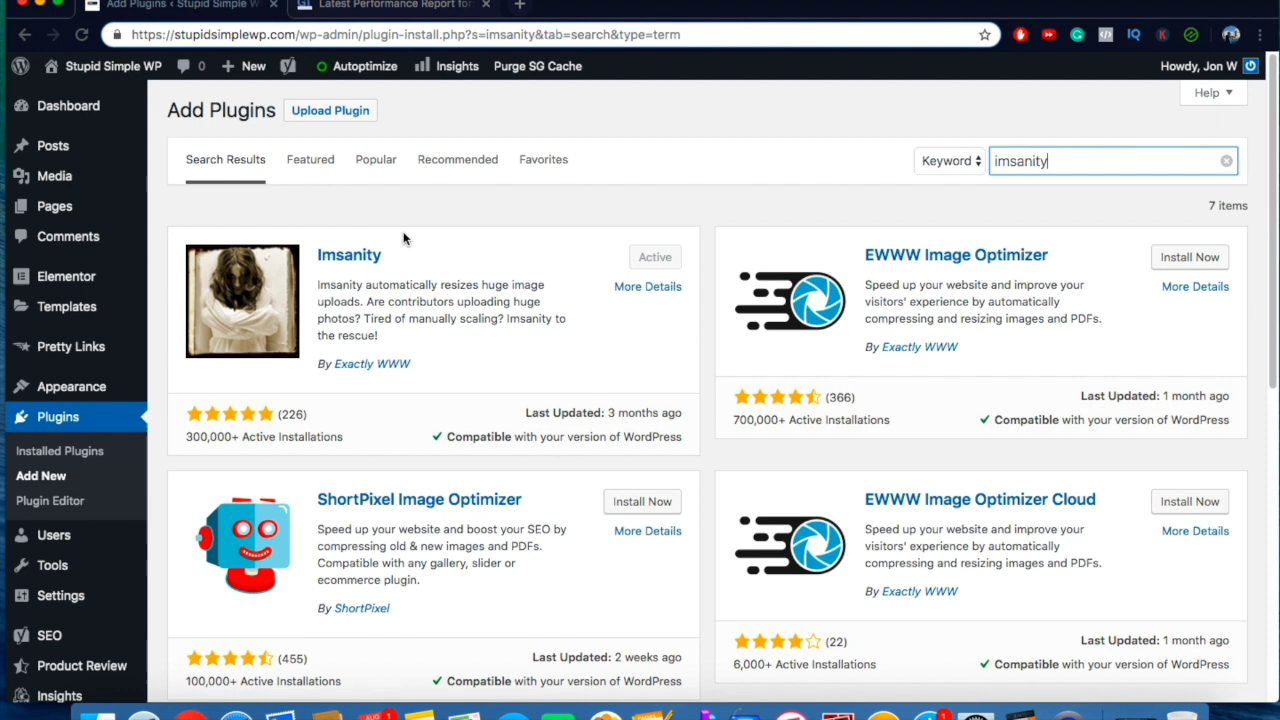 Add Plugins ‹ Stupid Simple W
Latest Performance Report for
https://stupidsimplewp.com/wp-admin/plugin-install.php?s=imsanity&tab=search&type=term
Stupid Simple WP
0
New
Autoptimize
Insights
Purge SG Cache
Howdy, Jon W
Dashboard
Posts
Media
Pages
Comments
Elementor
Templates
Pretty Links
Appearance
Plugins
Installed Plugins
Add New
Plugin Editor
Users
Tools
Settings
SEO
Product Review
Insights
Add Plugins
Upload Plugin
Help
Search Results
Featured
Popular
Recommended
Favorites
Keyword
imsanity
7 items
Imsanity
Active
More Details
Imsanity automatically resizes huge image
uploads. Are contributors uploading huge
photos? Tired of manually scaling? Imsanity to
the rescue!
By Exactly WWW
(226)
Last Updated: 3 months ago
300,000+ Active Installations
Compatible with your version of WordPress
EWWW Image Optimizer
Install Now
More Details
Speed up your website and improve your
visitors' experience by automatically
compressing and resizing images and PDFs.
By Exactly WWW
(366)
Last Updated: 1 month ago
700,000+ Active Installations
Compatible with your version of WordPress
ShortPixel Image Optimizer
Install Now
More Details
Speed up your website and boost your SEO by
compressing old & new images and PDFs.
Compatible with any gallery, slider or
ecommerce plugin.
By ShortPixel
(455)
Last Updated: 2 weeks ago
100,000+ Active Installations
Compatible with your version of WordPress
EWWW Image Optimizer Cloud
Install Now
More Details
Speed up your website and improve your
visitors' experience by automatically
compressing and resizing images and PDFs.
By Exactly WWW
(22)
Last Updated: 1 month ago
6,000+ Active Installations
Compatible with your version of WordPress
AUG
1
1